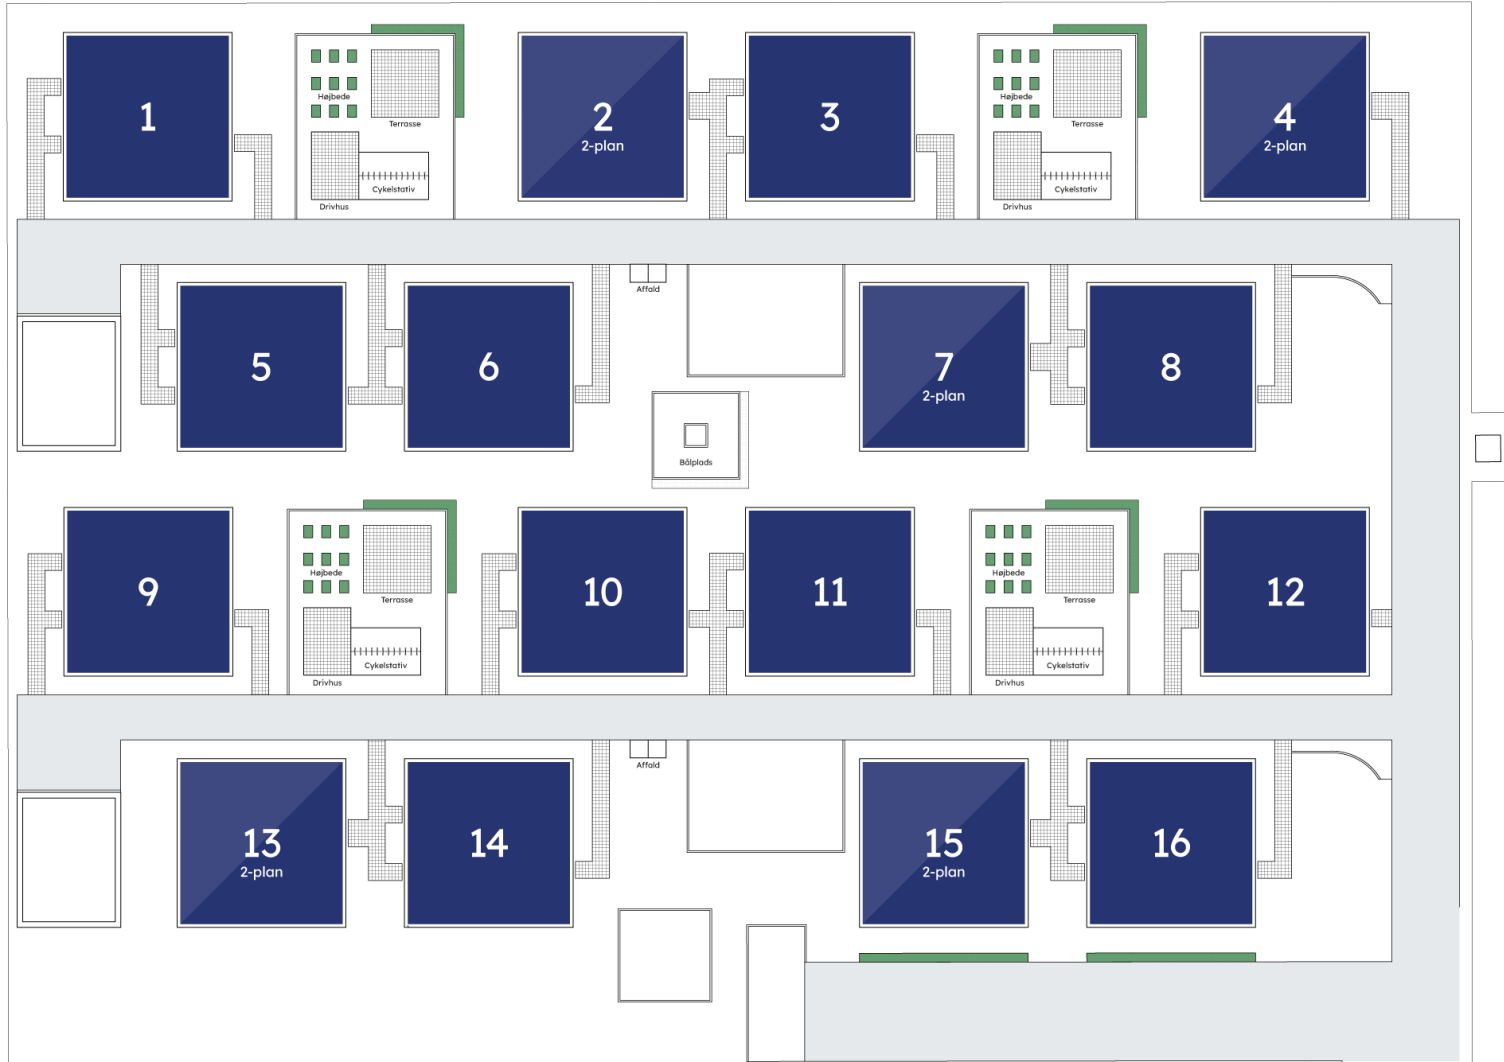 1
Højbede
Terrasse
Cykelstativ
Drivhus
2
2-plan
3
Højbede
Terrasse
Cykelstativ
Drivhus
4
2-plan
5
6
Affald
Bålplads
7
2-plan
8
9
Højbede
Terrasse
Cykelstativ
Drivhus
10
11
Højbede
Terrasse
Cykelstativ
Drivhus
12
13
2-plan
14
Affald
15
2-plan
16